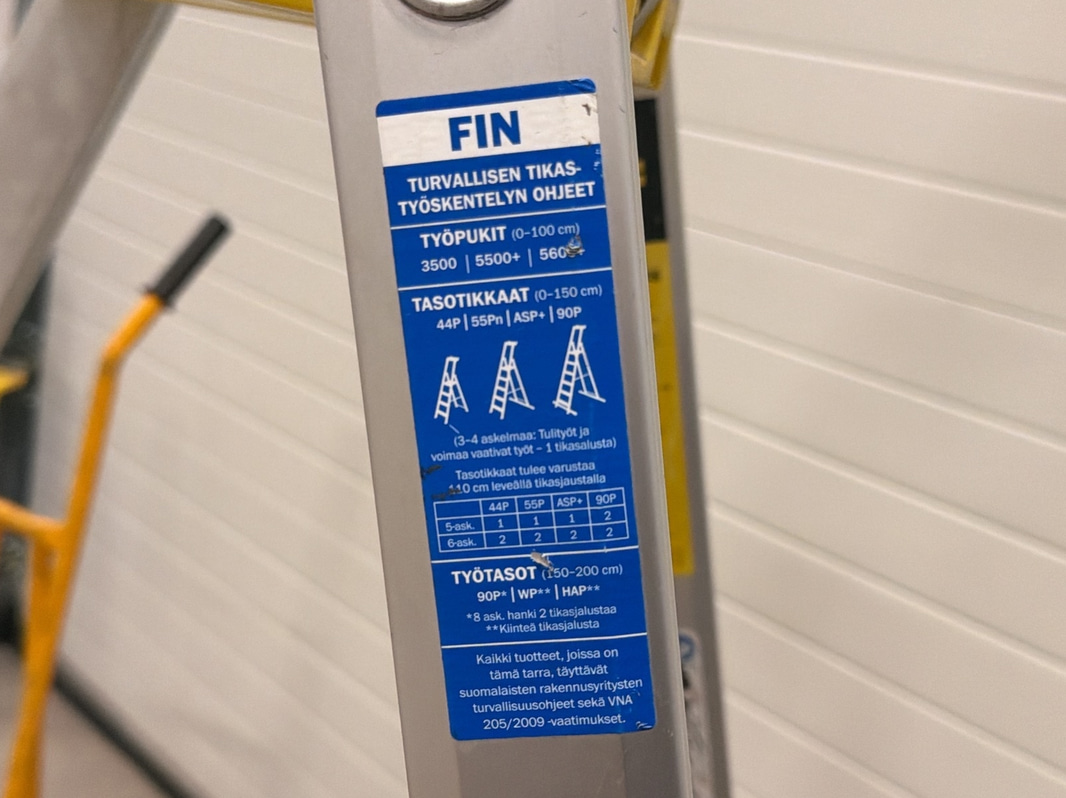 FIN
TURVALLISEN TIKAS-
TYÖSKENTELYN OHJEET
TYÖPUKIT (0–100 cm)
3500 | 5500+ |
TASOTIKKAAT (0–150 cm)
44P | 55Pn | ASP+ | 90P
(3–4 askelmaa: Tulityöt ja
voimaa vaativat työt – 1 tikasalusta)
Tasotikkaat tulee varustaa
cm leveällä tikasjaustalla
44P 55P ASP+ 90P
5-ask. 1 1 1 2
6-ask. 2 2 2 2
TYÖTASOT (150–200 cm)
90P* | WP** | HAP**
*8 ask. hanki 2 tikasjalustaa
**Kiinteä tikasjalusta
Kaikki tuotteet, joissa on
tämä tarra, täyttävät
suomalaisten rakennusyritysten
turvallisuusohjeet sekä VNA
205/2009 -vaatimukset.